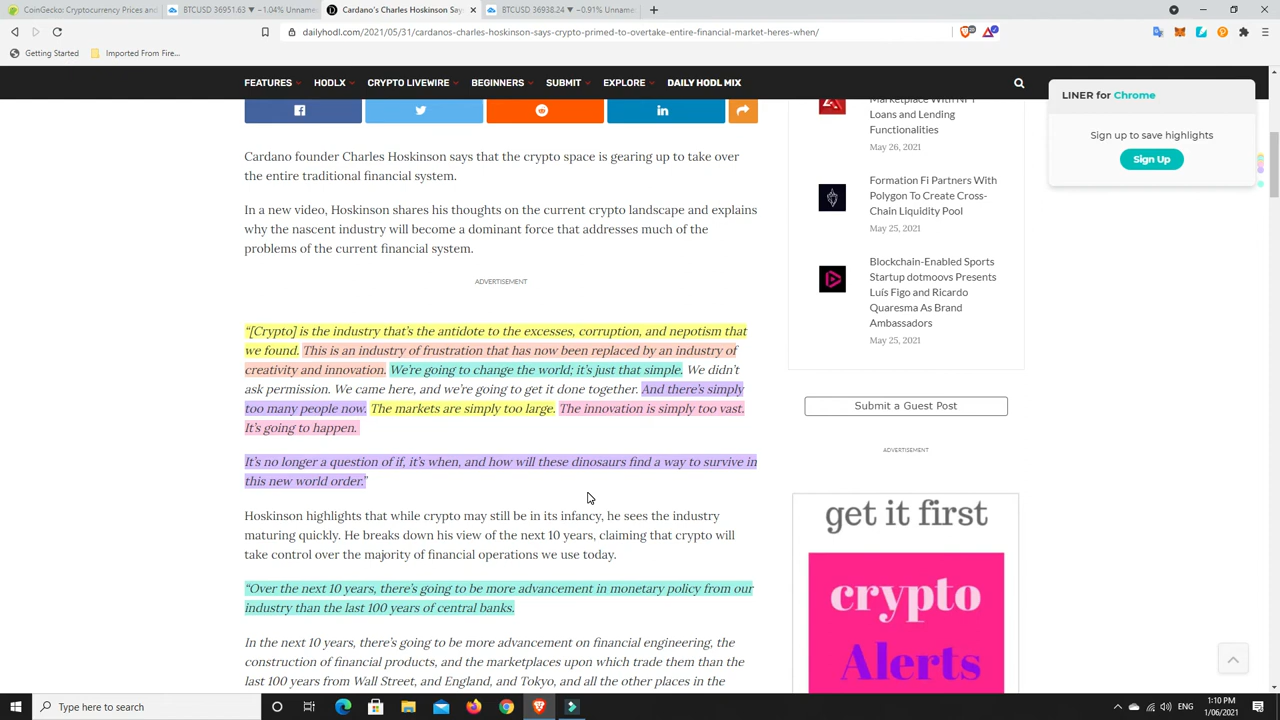 CoinGecko: Cryptocurrency Prices and
BTCUSD 36951.63 ▼ −1.04% Unname
Cardano's Charles Hoskinson Says
BTCUSD 36938.24 ▼ −0.91% Unname
dailyhodl.com/2021/05/31/cardanos-charles-hoskinson-says-crypto-primed-to-overtake-entire-financial-market-heres-when/
Getting Started
Imported From Fire...
FEATURES
HODLX
CRYPTO LIVEWIRE
BEGINNERS
SUBMIT
EXPLORE
DAILY HODL MIX
Cardano founder Charles Hoskinson says that the crypto space is gearing up to take over
the entire traditional financial system.
In a new video, Hoskinson shares his thoughts on the current crypto landscape and explains
why the nascent industry will become a dominant force that addresses much of the
problems of the current financial system.
ADVERTISEMENT
“[Crypto] is the industry that’s the antidote to the excesses, corruption, and nepotism that
we found. This is an industry of frustration that has now been replaced by an industry of
creativity and innovation. We’re going to change the world; it’s just that simple. We didn’t
ask permission. We came here, and we’re going to get it done together. And there’s simply
too many people now. The markets are simply too large. The innovation is simply too vast.
It’s going to happen.
It’s no longer a question of if, it’s when, and how will these dinosaurs find a way to survive in
this new world order.”
Hoskinson highlights that while crypto may still be in its infancy, he sees the industry
maturing quickly. He breaks down his view of the next 10 years, claiming that crypto will
take control over the majority of financial operations we use today.
“Over the next 10 years, there’s going to be more advancement in monetary policy from our
industry than the last 100 years of central banks.
In the next 10 years, there’s going to be more advancement on financial engineering, the
construction of financial products, and the marketplaces upon which trade them than the
last 100 years from Wall Street, and England, and Tokyo, and all the other places in the
Marketplace With NFT
Loans and Lending
Functionalities
May 26, 2021
Formation Fi Partners With
Polygon To Create Cross-
Chain Liquidity Pool
May 25, 2021
Blockchain-Enabled Sports
Startup dotmoovs Presents
Luís Figo and Ricardo
Quaresma As Brand
Ambassadors
May 25, 2021
Submit a Guest Post
ADVERTISEMENT
get it first
crypto
Alerts
LINER for Chrome
Sign up to save highlights
Sign Up
Type here to search
ENG
1:10 PM
1/06/2021